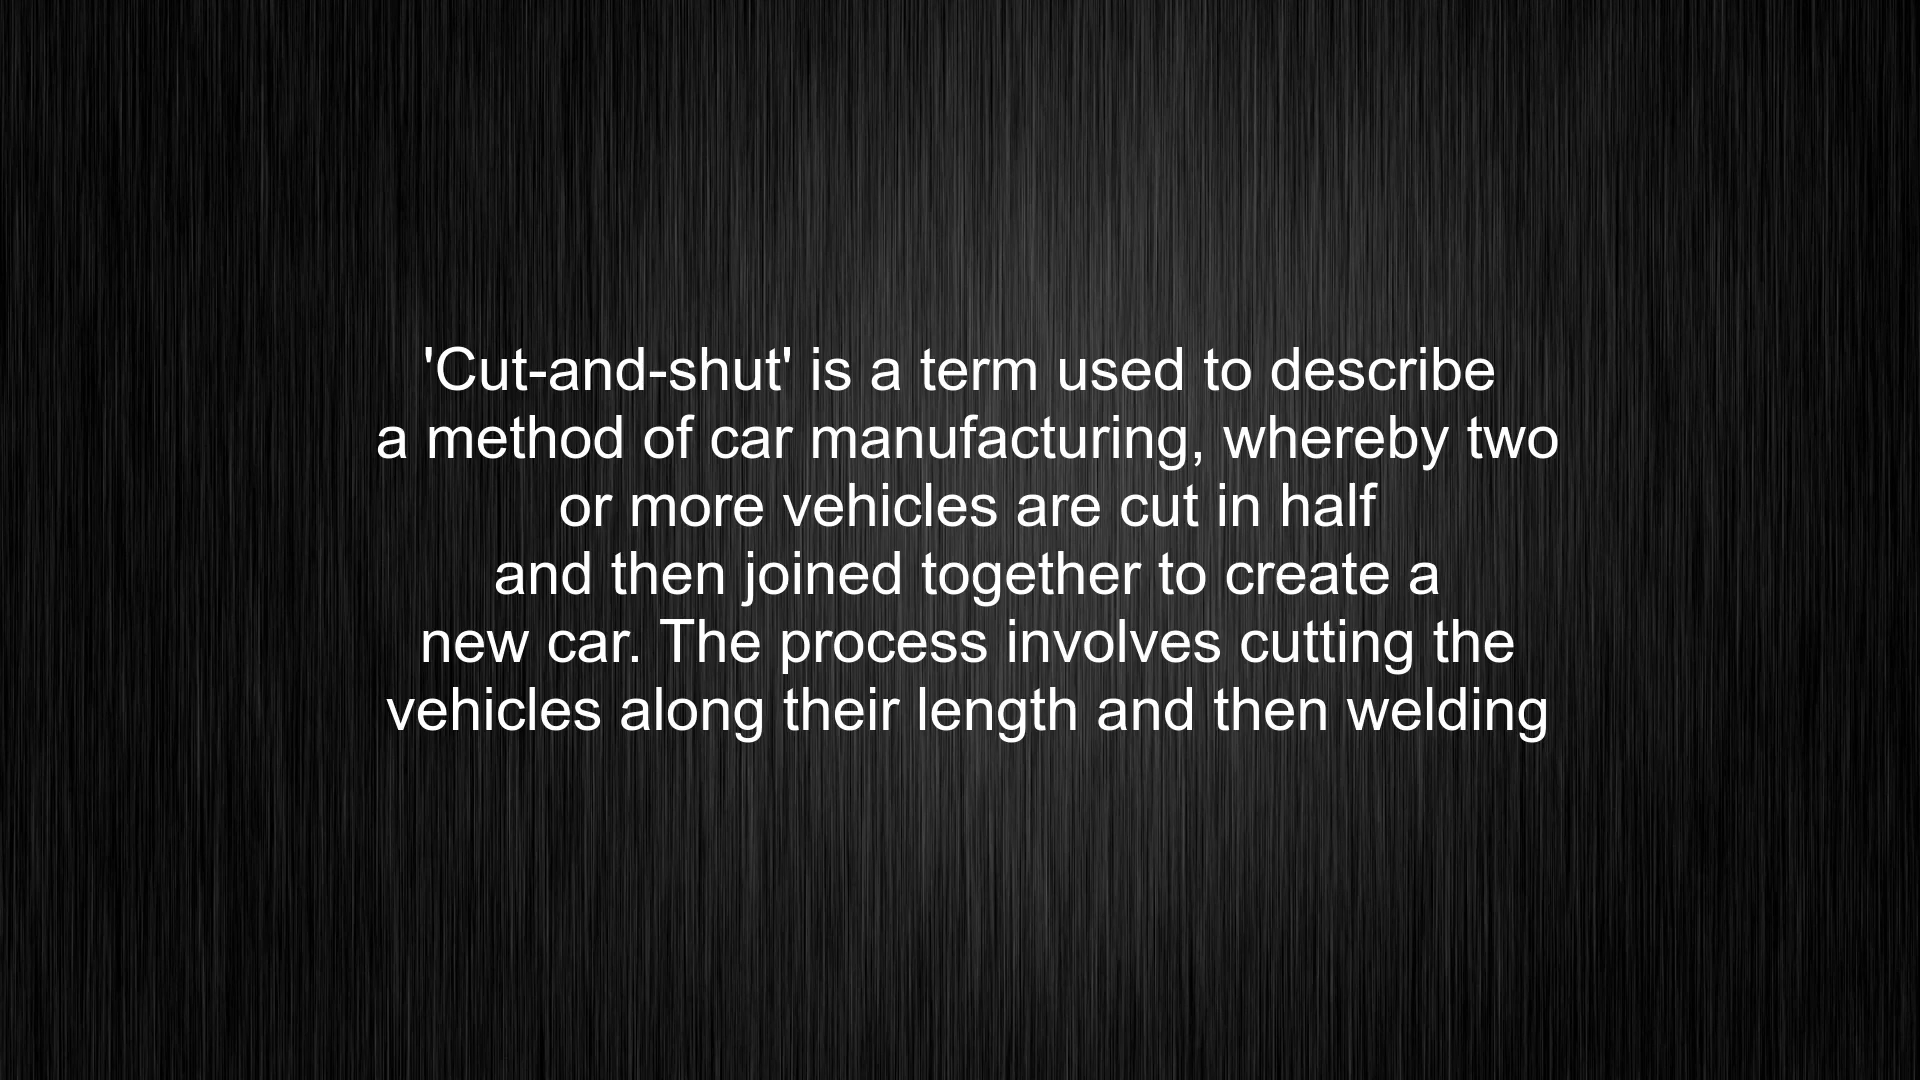 'Cut-and-shut' is a term used to describe
a method of car manufacturing, whereby two
or more vehicles are cut in half
and then joined together to create a
new car. The process involves cutting the
vehicles along their length and then welding